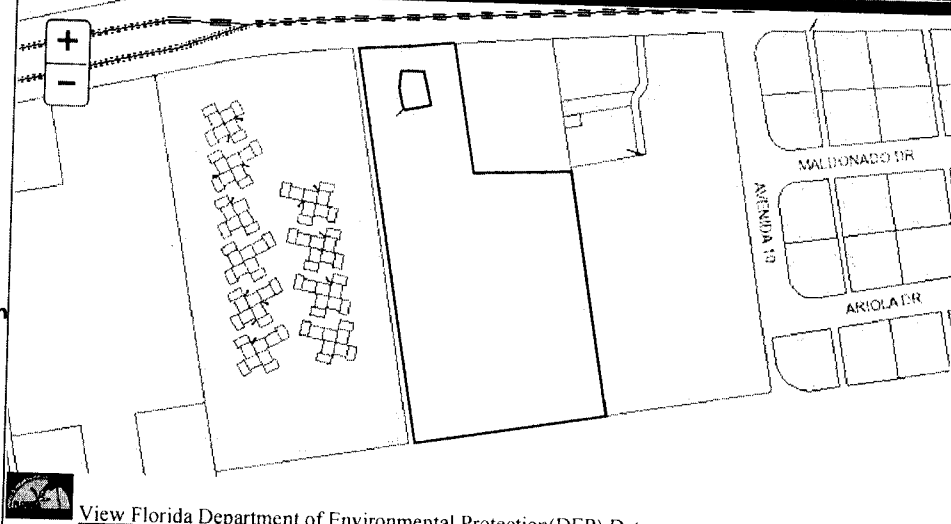 +
−
MALDONADO DR
AVENIDA 10
ARIOLA DR
View Florida Department of Environmental Protection(DEP) Data